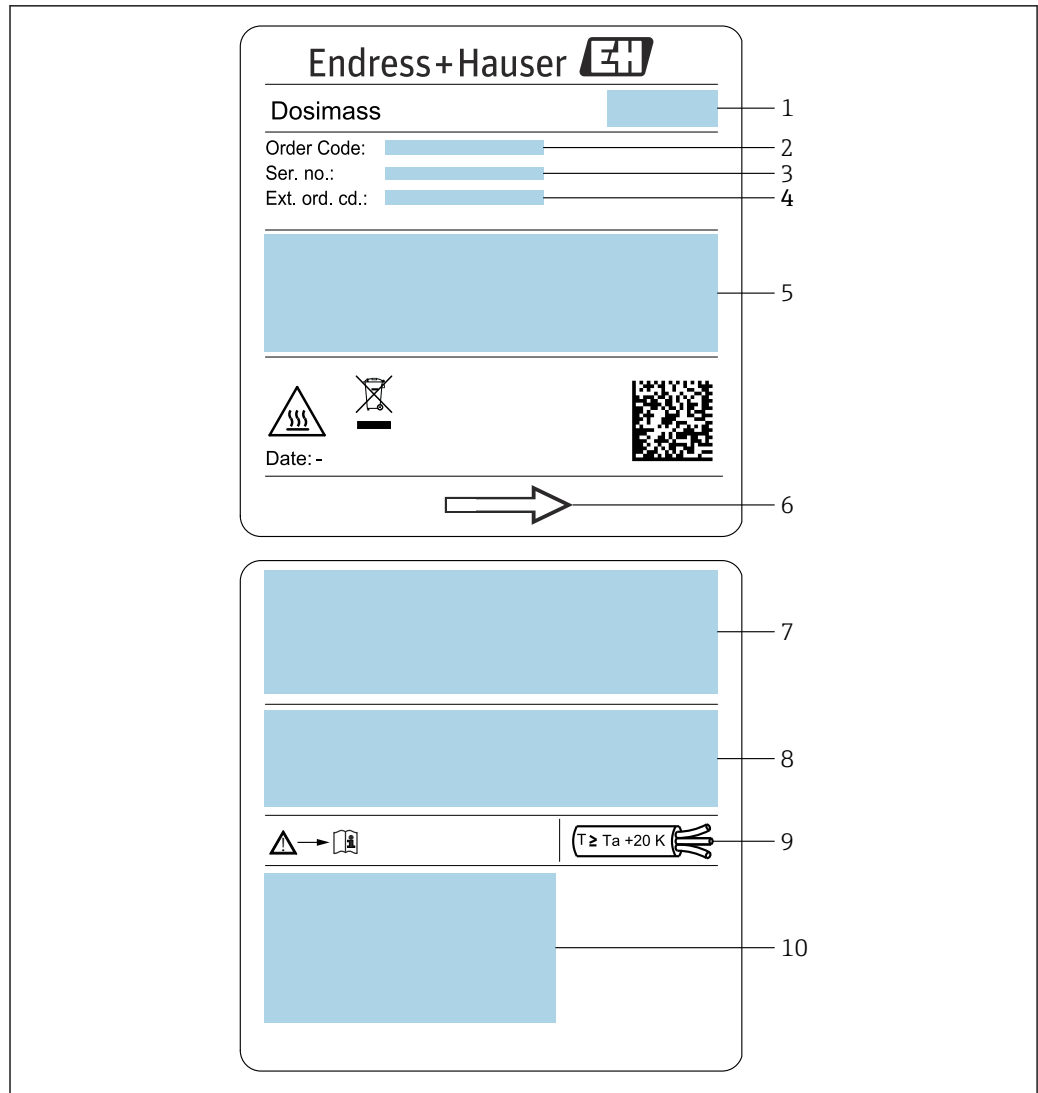 Endress+Hauser EH
Dosimass
1
Order Code:
2
Ser. no.:
3
Ext. ord. cd.:
4
5
Date: -
6
7
8
T ≥ Ta +20 K
9
i
10